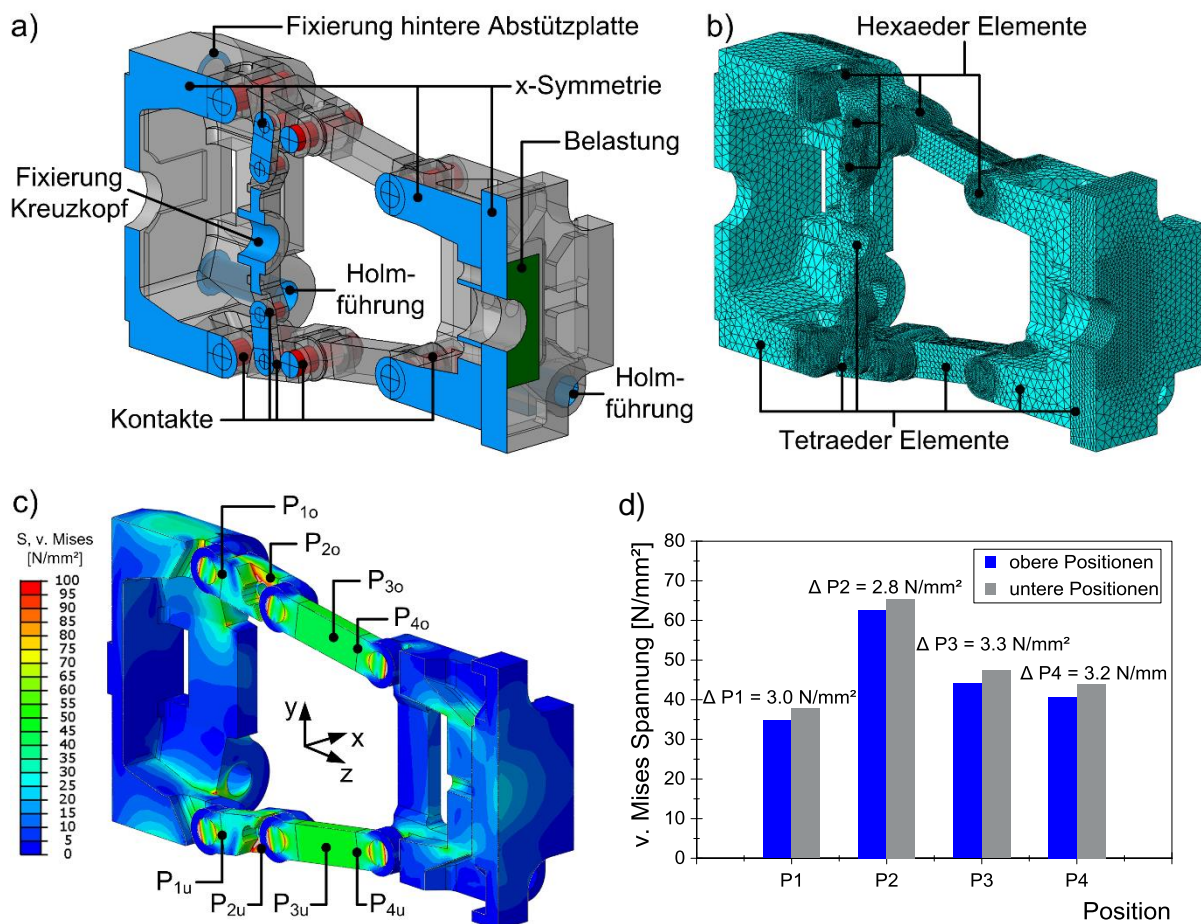 a)
Fixierung hintere Abstützplatte
x-Symmetrie
Belastung
Fixierung
Kreuzkopf
Holm-
führung
Holm-
führung
Kontakte
b)
Hexaeder Elemente
Tetraeder Elemente
c)
S, v. Mises
[N/mm²]
100
95
90
85
80
75
70
65
60
55
50
45
40
35
30
25
20
15
10
5
0
P1o
P2o
P3o
P4o
y
x
z
P1u
P2u
P3u
P4u
d)
v. Mises Spannung [N/mm²]
80
70
60
50
40
30
20
10
0
obere Positionen
untere Positionen
Δ P1 = 3.0 N/mm²
Δ P2 = 2.8 N/mm²
Δ P3 = 3.3 N/mm²
Δ P4 = 3.2 N/mm
P1
P2
P3
P4
Position